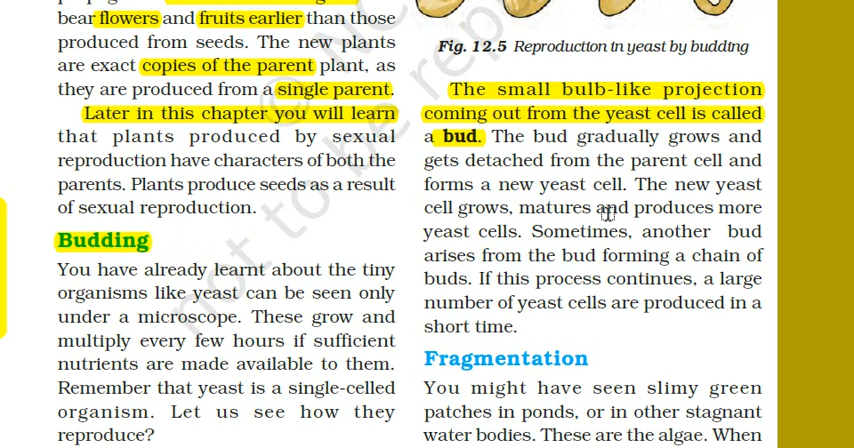 bear flowers and fruits earlier than those
produced from seeds. The new plants
are exact copies of the parent plant, as
they are produced from a single parent.
Later in this chapter you will learn
that plants produced by sexual
reproduction have characters of both the
parents. Plants produce seeds as a result
of sexual reproduction.
Budding
You have already learnt about the tiny
organisms like yeast can be seen only
under a microscope. These grow and
multiply every few hours if sufficient
nutrients are made available to them.
Remember that yeast is a single-celled
organism. Let us see how they
reproduce?
Fig. 12.5 Reproduction in yeast by budding
The small bulb-like projection
coming out from the yeast cell is called
a bud. The bud gradually grows and
gets detached from the parent cell and
forms a new yeast cell. The new yeast
cell grows, matures and produces more
yeast cells. Sometimes, another bud
arises from the bud forming a chain of
buds. If this process continues, a large
number of yeast cells are produced in a
short time.
Fragmentation
You might have seen slimy green
patches in ponds, or in other stagnant
water bodies. These are the algae. When
© NC
not to be rep